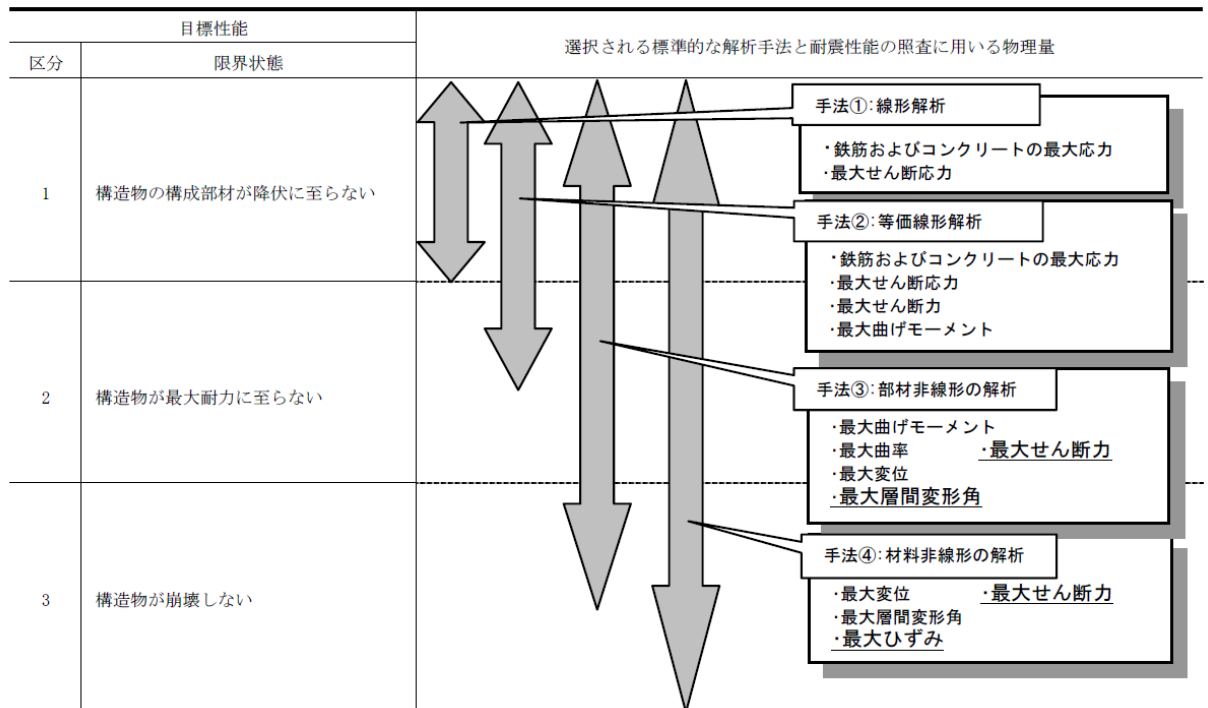 目標性能
選択される標準的な解析手法と耐震性能の照査に用いる物理量
区分
限界状態
1
構造物の構成部材が降伏に至らない
手法①:線形解析
・鉄筋およびコンクリートの最大応力
・最大せん断応力
手法②:等価線形解析
・鉄筋およびコンクリートの最大応力
・最大せん断応力
・最大せん断力
・最大曲げモーメント
2
構造物が最大耐力に至らない
手法③:部材非線形の解析
・最大曲げモーメント
・最大曲率 ・最大せん断力
・最大変位
・最大層間変形角
3
構造物が崩壊しない
手法④:材料非線形の解析
・最大変位 ・最大せん断力
・最大層間変形角
・最大ひずみ